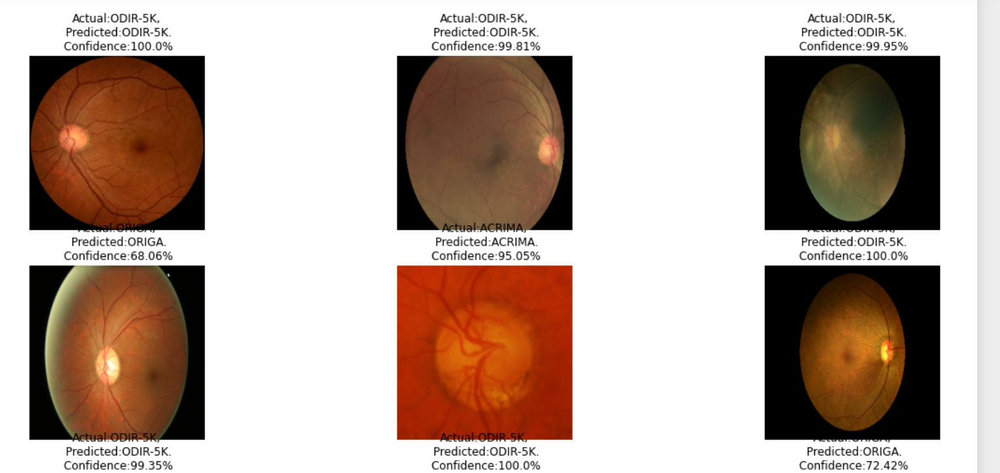 Actual:ODIR-5K,
Predicted:ODIR-5K.
Confidence:100.0%
Actual:ODIR-5K,
Predicted:ODIR-5K.
Confidence:99.81%
Actual:ODIR-5K,
Predicted:ODIR-5K.
Confidence:99.95%
Actual:ORIGA,
Predicted:ORIGA.
Confidence:68.06%
Actual:ACRIMA,
Predicted:ACRIMA.
Confidence:95.05%
Actual:ODIR-5K,
Predicted:ODIR-5K.
Confidence:100.0%
Actual:ODIR-5K,
Predicted:ODIR-5K.
Confidence:99.35%
Actual:ODIR-5K,
Predicted:ODIR-5K.
Confidence:100.0%
Actual:ORIGA,
Predicted:ORIGA.
Confidence:72.42%